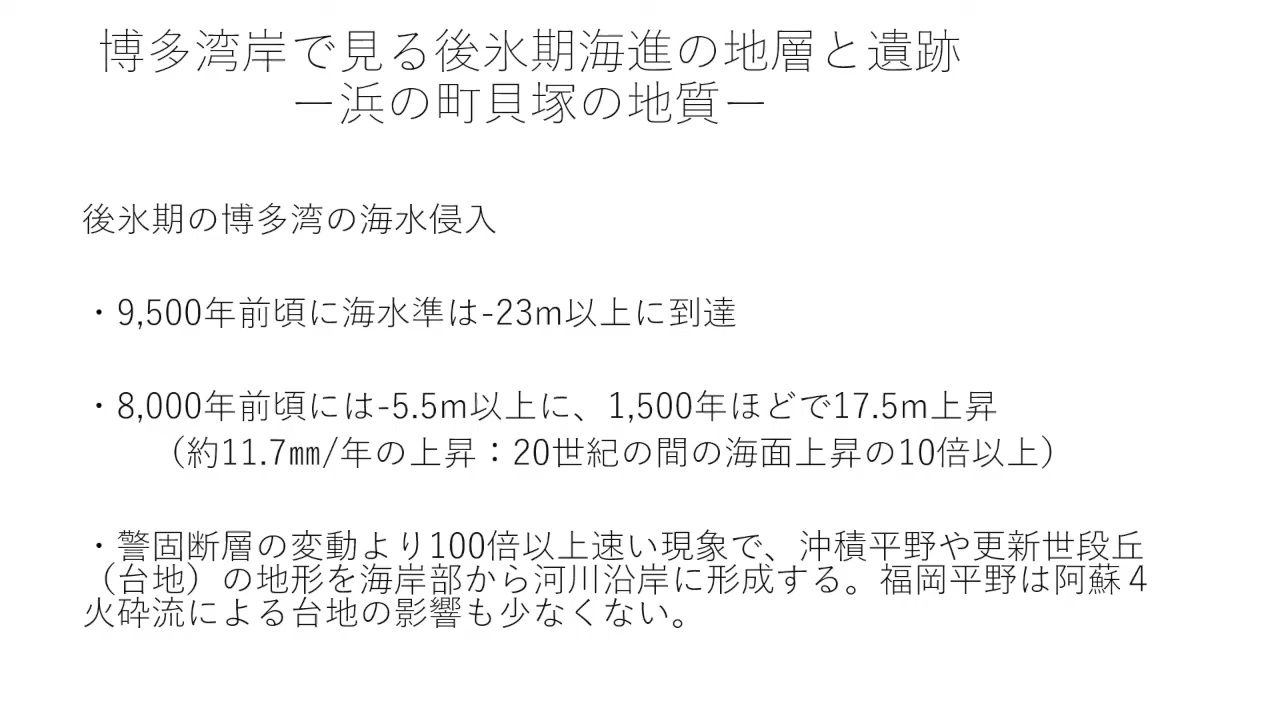 博多湾岸で見る後氷期海進の地層と遺跡
ー浜の町貝塚の地質ー
後氷期の博多湾の海水侵入
・9,500年前頃に海水準は-23m以上に到達
・8,000年前頃には-5.5m以上に、1,500年ほどで17.5m上昇
（約11.7㎜/年の上昇：20世紀の間の海面上昇の10倍以上）
・警固断層の変動より100倍以上速い現象で、沖積平野や更新世段丘
（台地）の地形を海岸部から河川沿岸に形成する。福岡平野は阿蘇４
火砕流による台地の影響も少なくない。